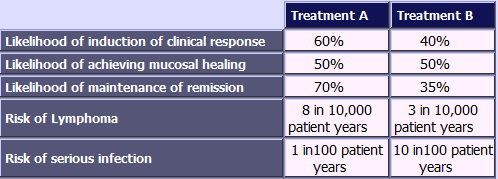 Treatment A Treatment B
Likelihood of induction of clinical response 60% 40%
Likelihood of achieving mucosal healing 50% 50%
Likelihood of maintenance of remission 70% 35%
Risk of Lymphoma 8 in 10,000 3 in 10,000
patient years patient years
Risk of serious infection 1 in100 patient 10 in100 patient
years years